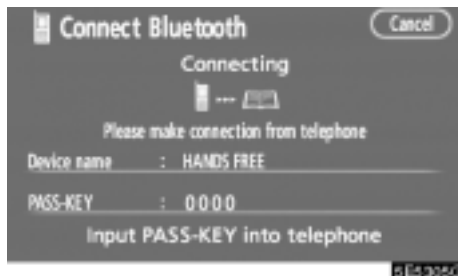 Connect Bluetooth Cancel
Connecting
Please make connection from telephone
Device name : HANDS FREE
PASS-KEY : 0000
Input PASS-KEY into telephone